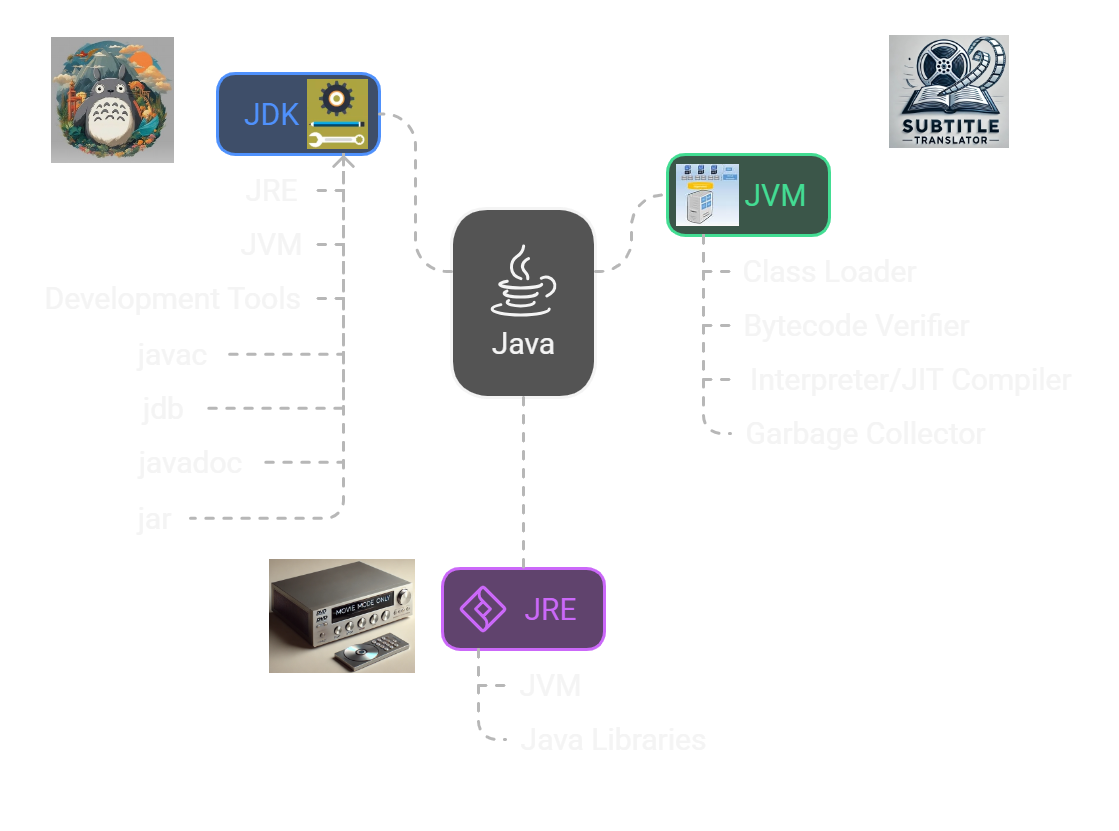 JDK
JRE
JVM
Development Tools
javac
jdb
javadoc
jar
Java
SUBTITLE
TRANSLATOR
JVM
Class Loader
Bytecode Verifier
Interpreter/JIT Compiler
Garbage Collector
MOVIE MODE ONLY
JRE
JVM
Java Libraries